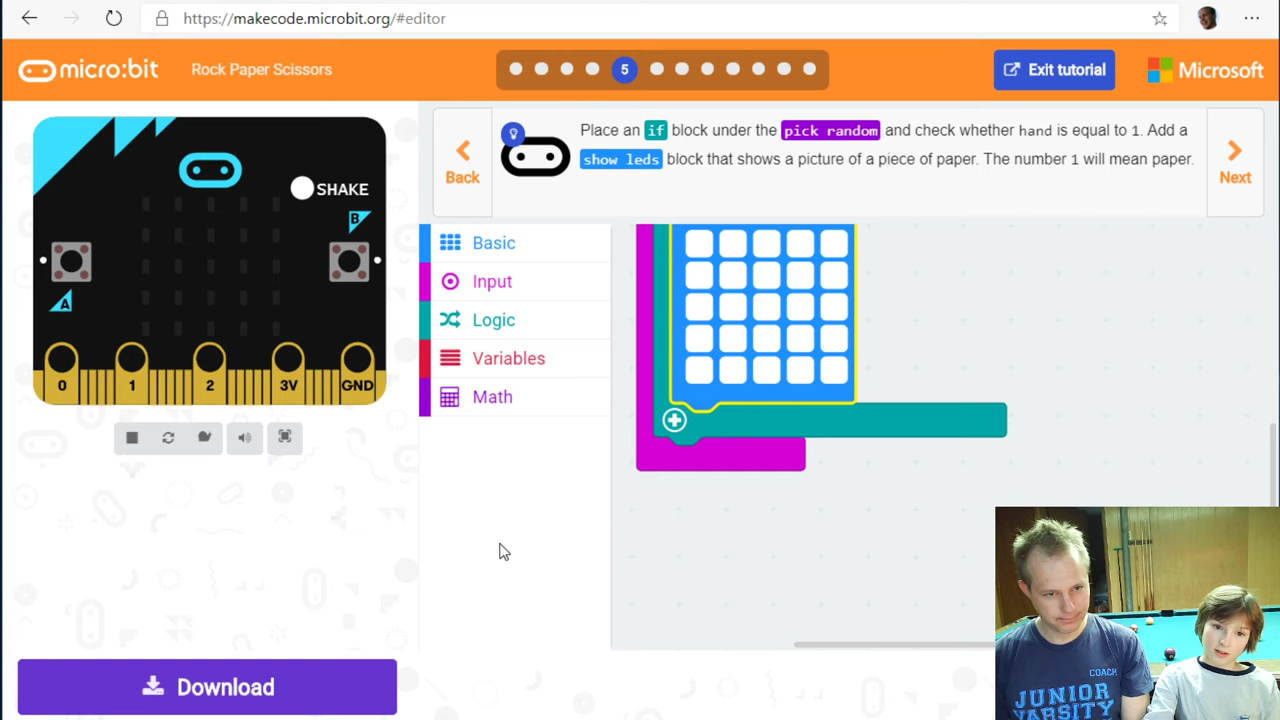 https://makecode.microbit.org/#editor
micro:bit
Rock Paper Scissors
5
Exit tutorial
Microsoft
Back
Place an if block under the pick random and check whether hand is equal to 1. Add a
show leds block that shows a picture of a piece of paper. The number 1 will mean paper.
Next
SHAKE
B
A
0
1
2
3V
GND
Basic
Input
Logic
Variables
Math
Download
COACH
JUNIOR
VARSITY